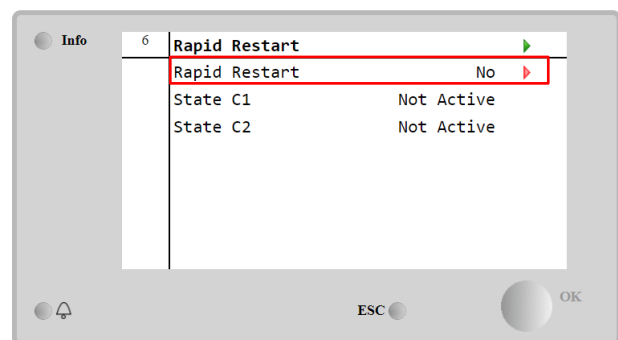 Info
6 Rapid Restart
Rapid Restart No
State C1 Not Active
State C2 Not Active
ESC
OK